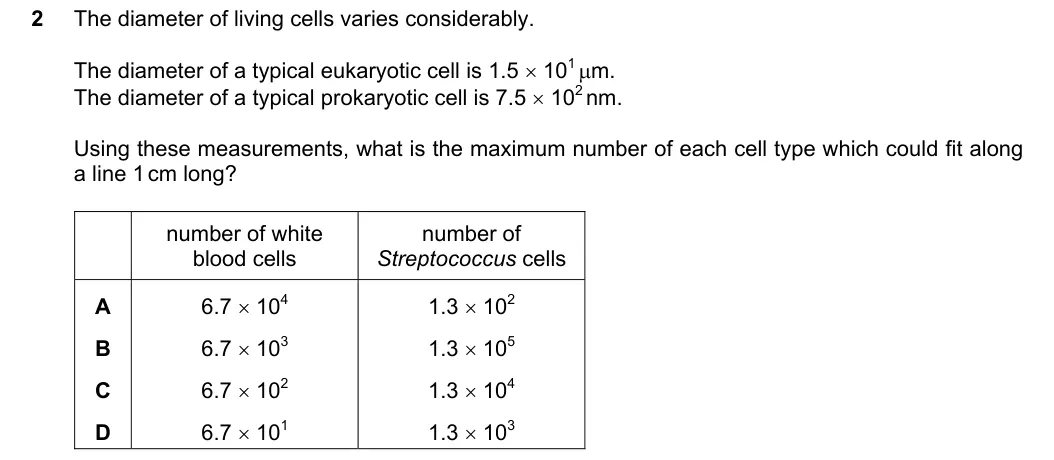 2 The diameter of living cells varies considerably.
The diameter of a typical eukaryotic cell is 1.5 × 10¹ μm.
The diameter of a typical prokaryotic cell is 7.5 × 10² nm.
Using these measurements, what is the maximum number of each cell type which could fit along
a line 1 cm long?
number of white blood cells number of Streptococcus cells
A 6.7 × 10⁴ 1.3 × 10²
B 6.7 × 10³ 1.3 × 10⁵
C 6.7 × 10² 1.3 × 10⁴
D 6.7 × 10¹ 1.3 × 10³